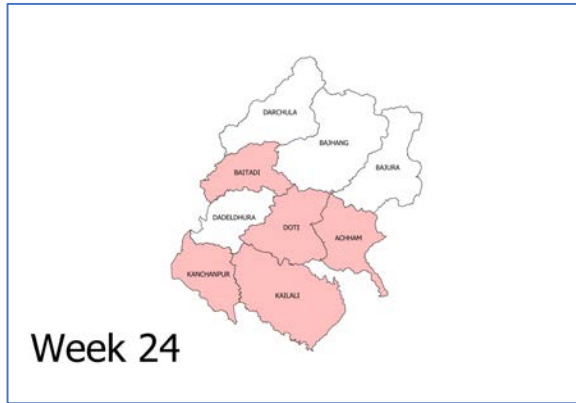 DARCHULA
BAJHANG
BAJURA
BAITADI
DADELDHURA
DOTI
ACHHAM
KANCHANPUR
KAILALI
Week 24